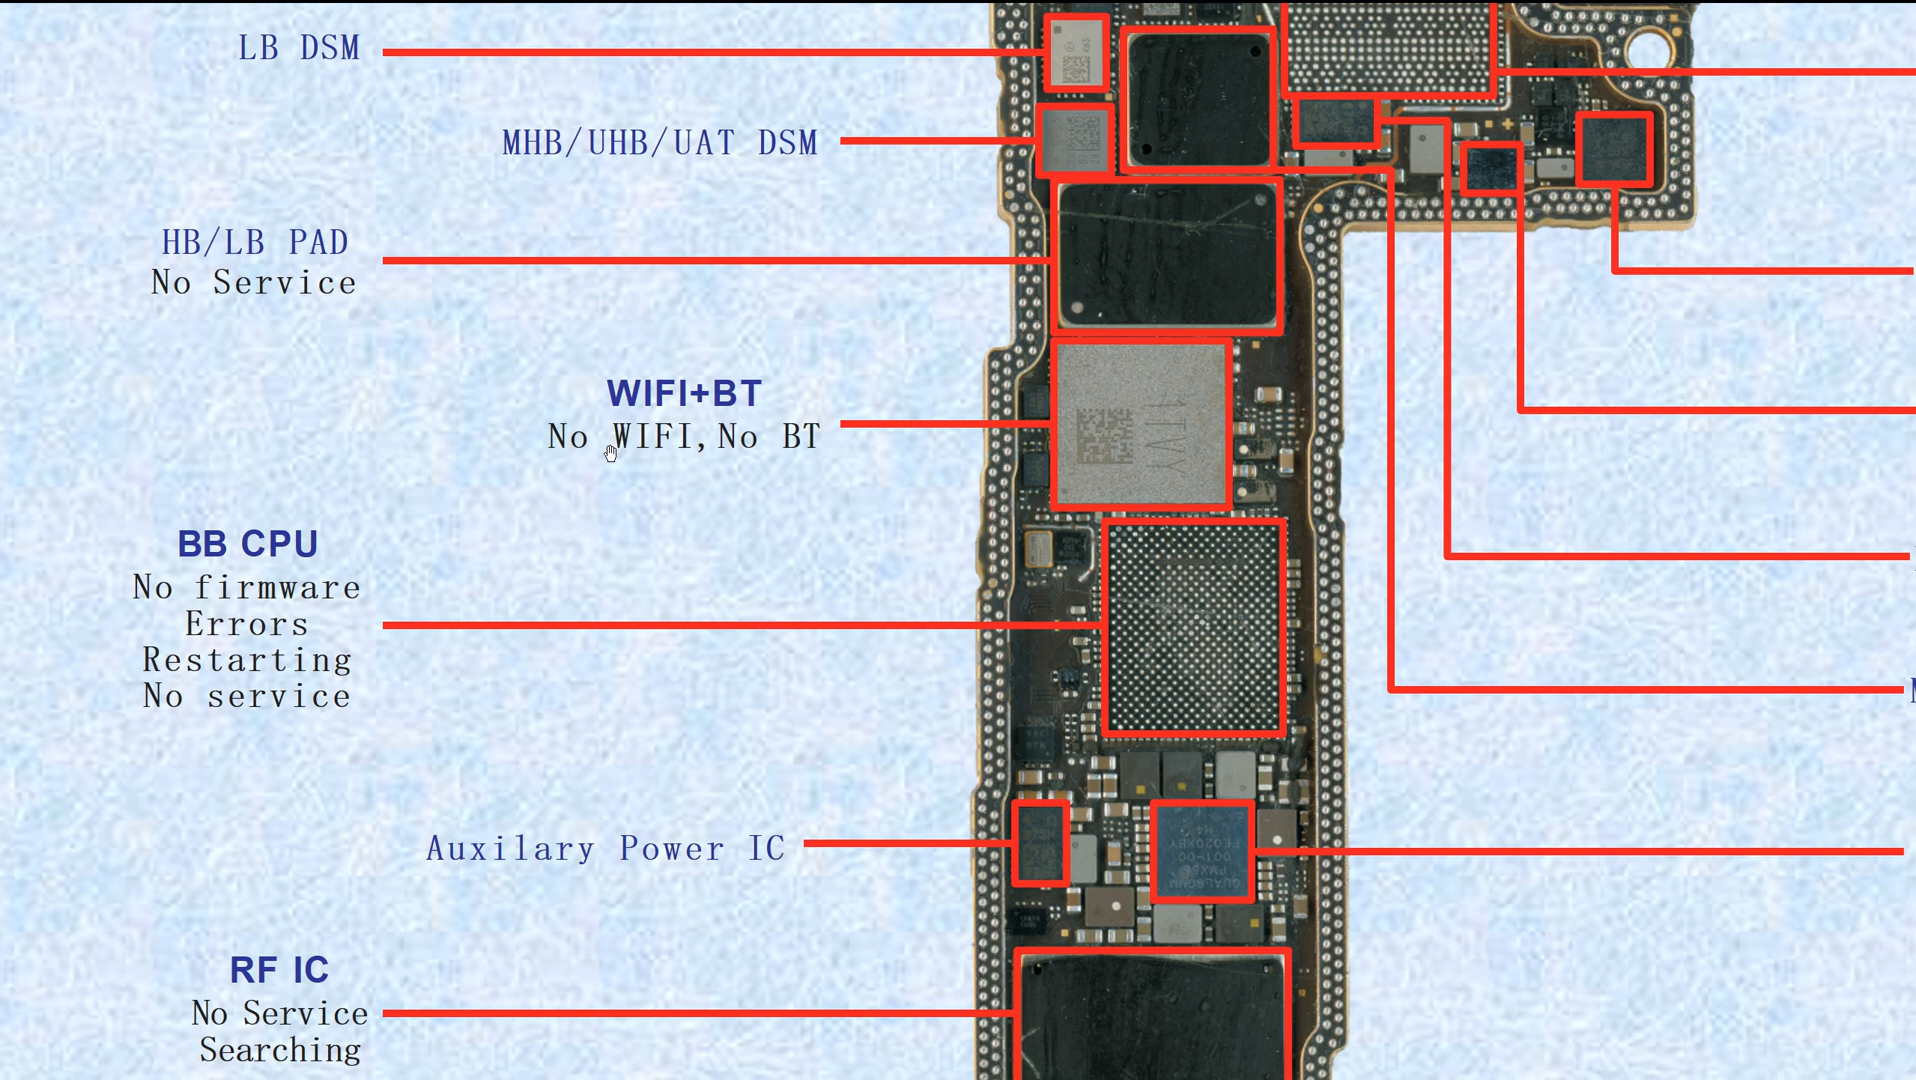 LB DSM
MHB/UHB/UAT DSM
HB/LB PAD
No Service
WIFI+BT
No WIFI,No BT
BB CPU
No firmware
Errors
Restarting
No service
Auxilary Power IC
RF IC
No Service
Searching